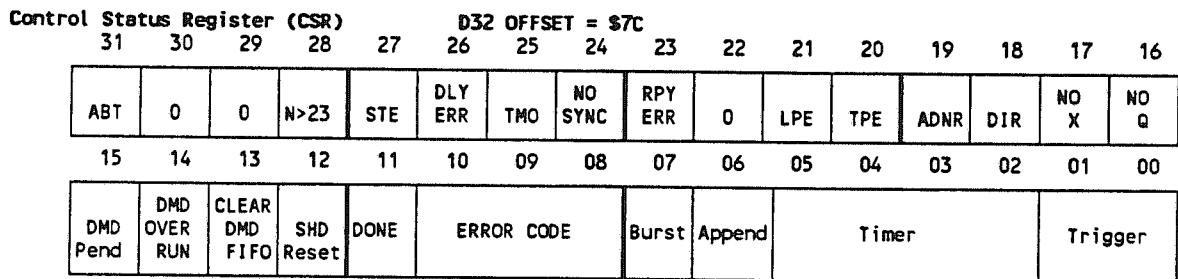 Control Status Register (CSR) D32 OFFSET = $7C
31 30 29 28 27 26 25 24 23 22 21 20 19 18 17 16
DLY NO RPY NO NO
ABT 0 0 N>23 STE ERR TMO SYNC ERR 0 LPE TPE ADNR DIR X Q
15 14 13 12 11 10 09 08 07 06 05 04 03 02 01 00
DMD CLEAR
DMD OVER DMD SHD DONE ERROR CODE Burst Append Timer Trigger
Pend RUN FIFO Reset